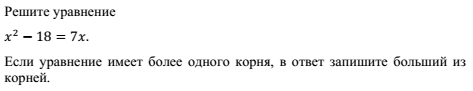 Решите уравнение
x² − 18 = 7x.
Если уравнение имеет более одного корня, в ответ запишите больший из
корней.